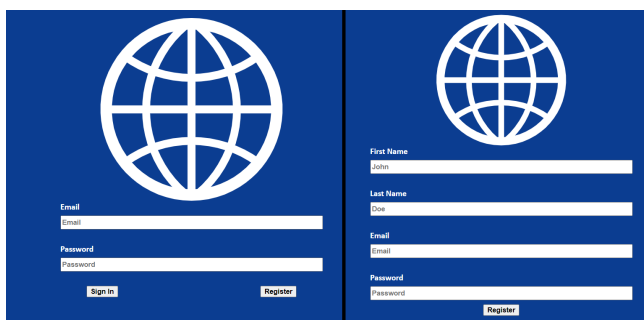 Email
Email
Password
Password
Sign In Register
First Name
John
Last Name
Doe
Email
Email
Password
Password
Register